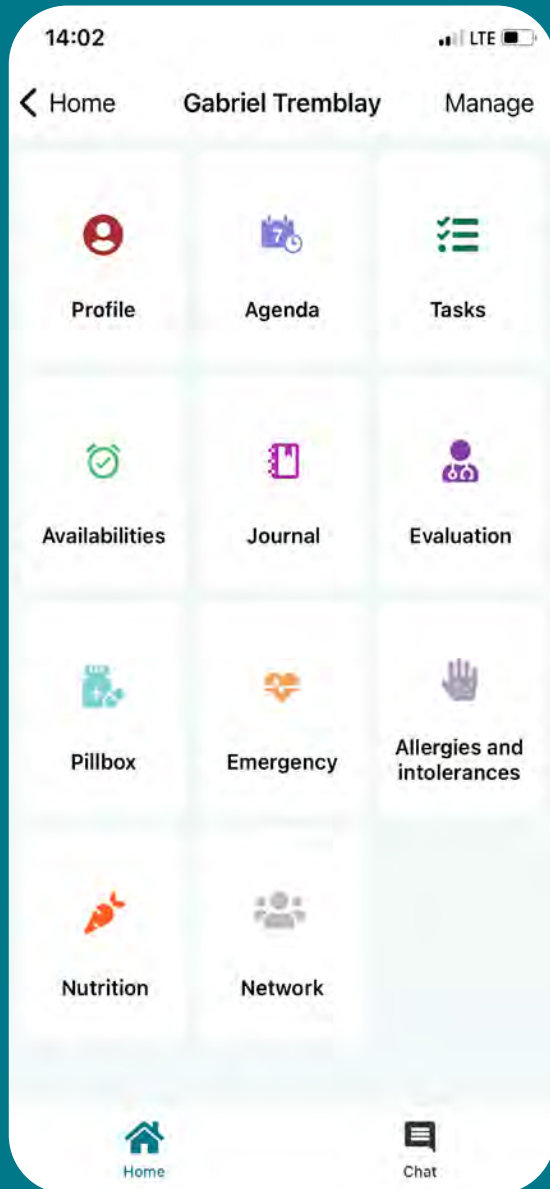 14:02 LTE
Home Gabriel Tremblay Manage
7
Profile Agenda Tasks
Availabilities Journal Evaluation
Pillbox Emergency Allergies and
intolerances
Nutrition Network
Home Chat